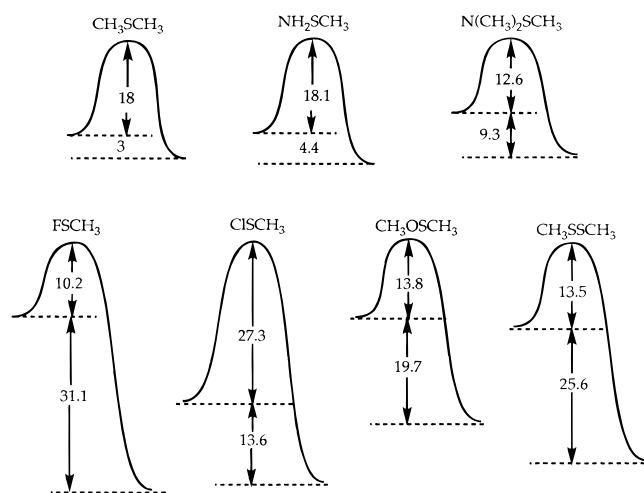 CH₃SCH₃ NH₂SCH₃ N(CH₃)₂SCH₃
18 18.1 12.6
3 4.4 9.3
FSCH₃ ClSCH₃ CH₃OSCH₃ CH₃SSCH₃
10.2 27.3 13.8 13.5
31.1 13.6 19.7 25.6